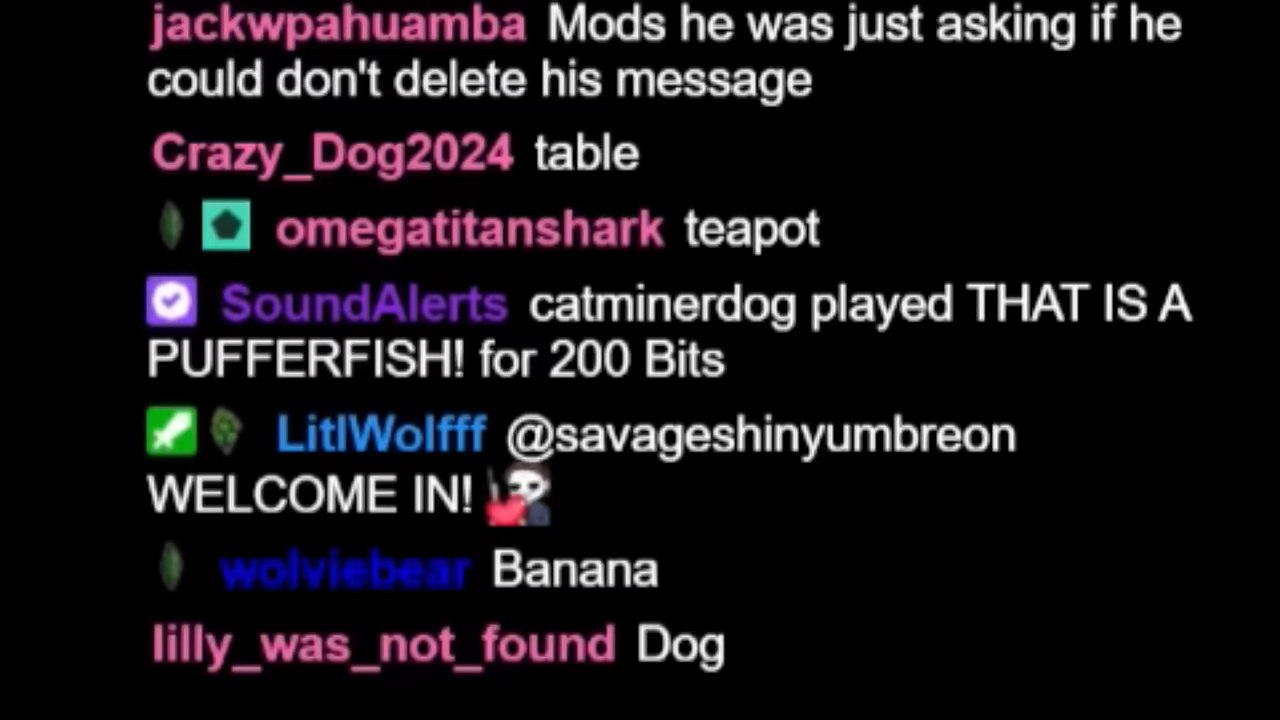 jackwpahuamba Mods he was just asking if he
could don't delete his message
Crazy_Dog2024 table
omegatitanshark teapot
SoundAlerts catminerdog played THAT IS A
PUFFERFISH! for 200 Bits
LitlWolfff @savageshinyumbreon
WELCOME IN!
wolviebear Banana
lilly_was_not_found Dog